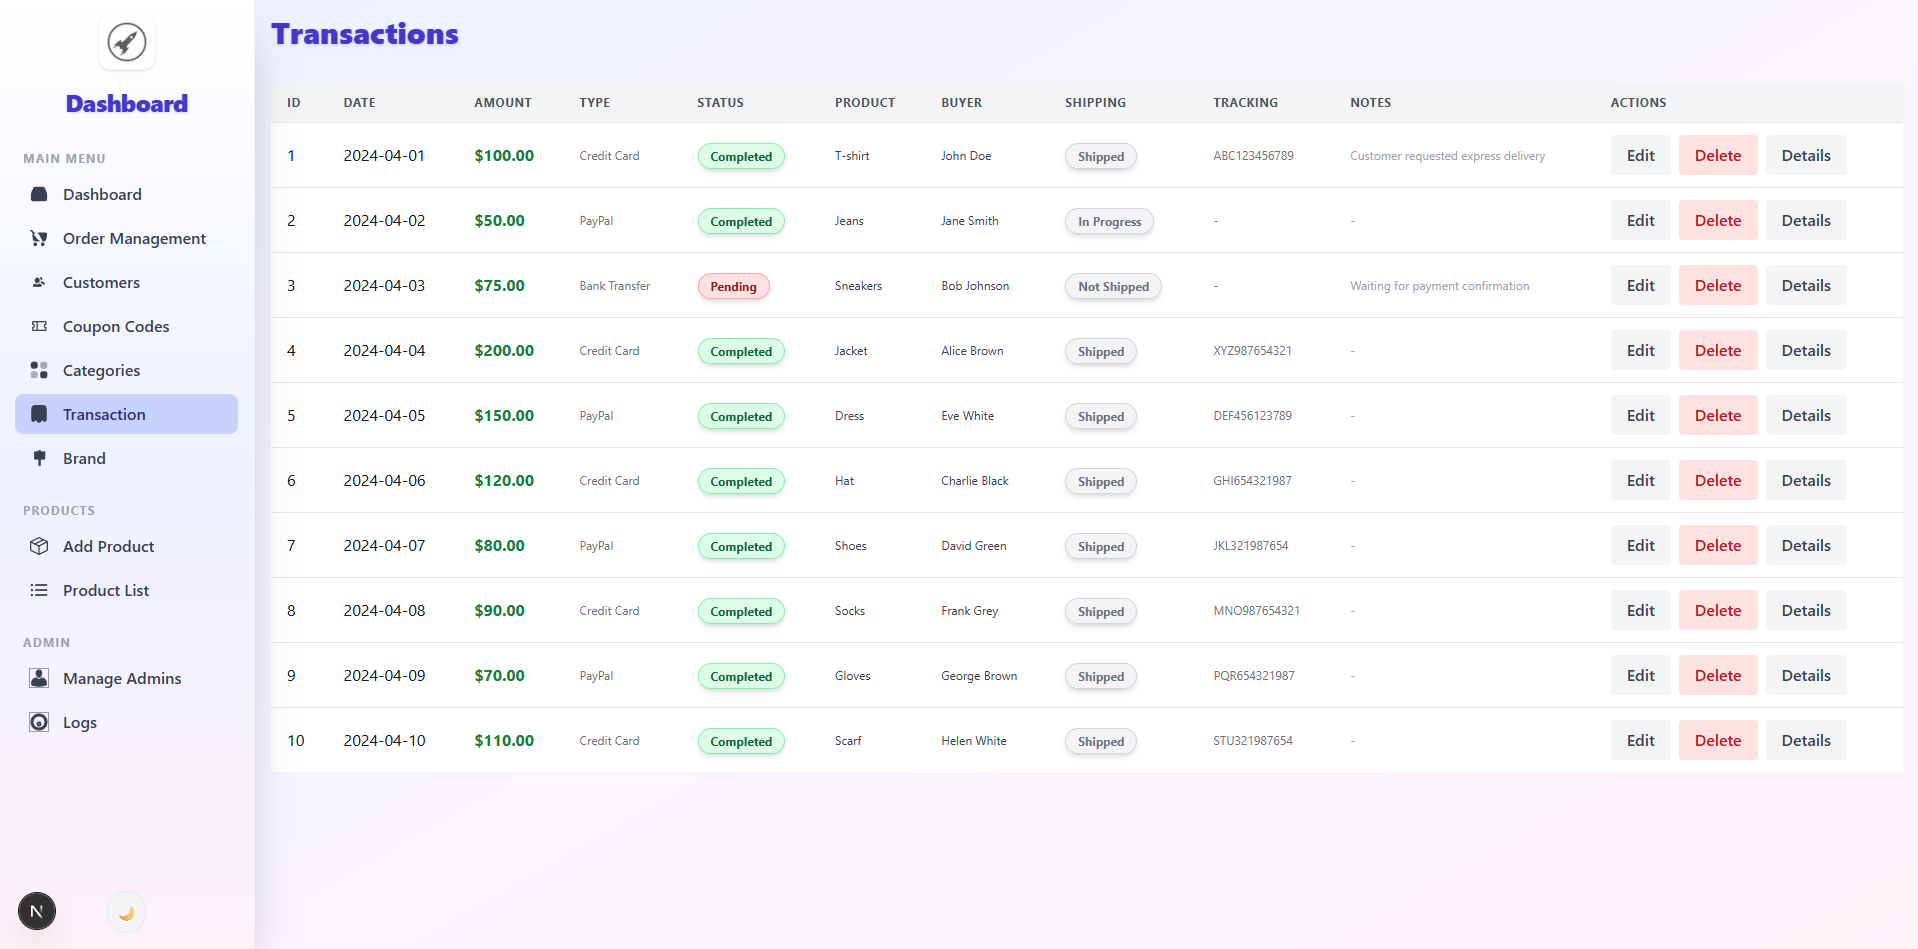 Transactions
Dashboard
MAIN MENU
Dashboard
Order Management
Customers
Coupon Codes
Categories
Transaction
Brand
PRODUCTS
Add Product
Product List
ADMIN
Manage Admins
Logs
N
ID DATE AMOUNT TYPE STATUS PRODUCT BUYER SHIPPING TRACKING NOTES ACTIONS
1 2024-04-01 $100.00 Credit Card Completed T-shirt John Doe Shipped ABC123456789 Customer requested express delivery Edit Delete Details
2 2024-04-02 $50.00 PayPal Completed Jeans Jane Smith In Progress - - Edit Delete Details
3 2024-04-03 $75.00 Bank Transfer Pending Sneakers Bob Johnson Not Shipped - Waiting for payment confirmation Edit Delete Details
4 2024-04-04 $200.00 Credit Card Completed Jacket Alice Brown Shipped XYZ987654321 - Edit Delete Details
5 2024-04-05 $150.00 PayPal Completed Dress Eve White Shipped DEF456123789 - Edit Delete Details
6 2024-04-06 $120.00 Credit Card Completed Hat Charlie Black Shipped GHI654321987 - Edit Delete Details
7 2024-04-07 $80.00 PayPal Completed Shoes David Green Shipped JKL321987654 - Edit Delete Details
8 2024-04-08 $90.00 Credit Card Completed Socks Frank Grey Shipped MNO987654321 - Edit Delete Details
9 2024-04-09 $70.00 PayPal Completed Gloves George Brown Shipped PQR654321987 - Edit Delete Details
10 2024-04-10 $110.00 Credit Card Completed Scarf Helen White Shipped STU321987654 - Edit Delete Details